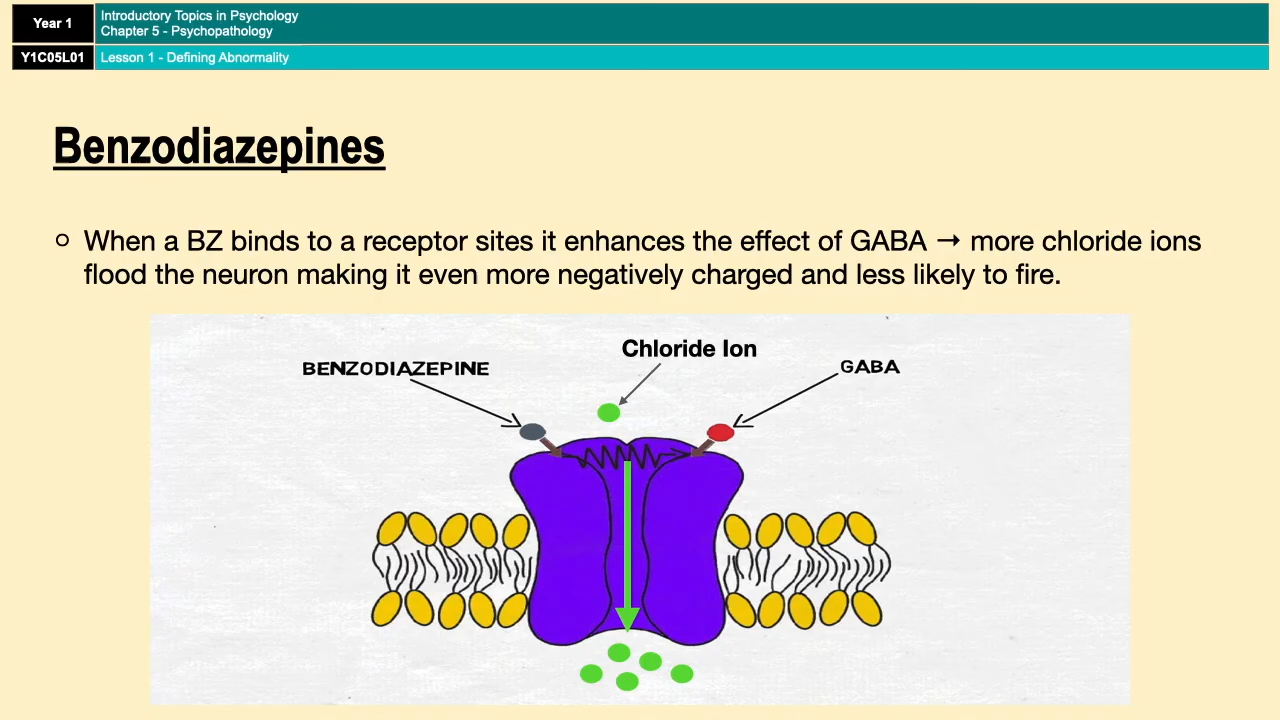 Year 1
Introductory Topics in Psychology
Chapter 5 - Psychopathology
Y1C05L01
Lesson 1 - Defining Abnormality
Benzodiazepines
When a BZ binds to a receptor sites it enhances the effect of GABA → more chloride ions
flood the neuron making it even more negatively charged and less likely to fire.
Chloride Ion
BENZODIAZEPINE
GABA